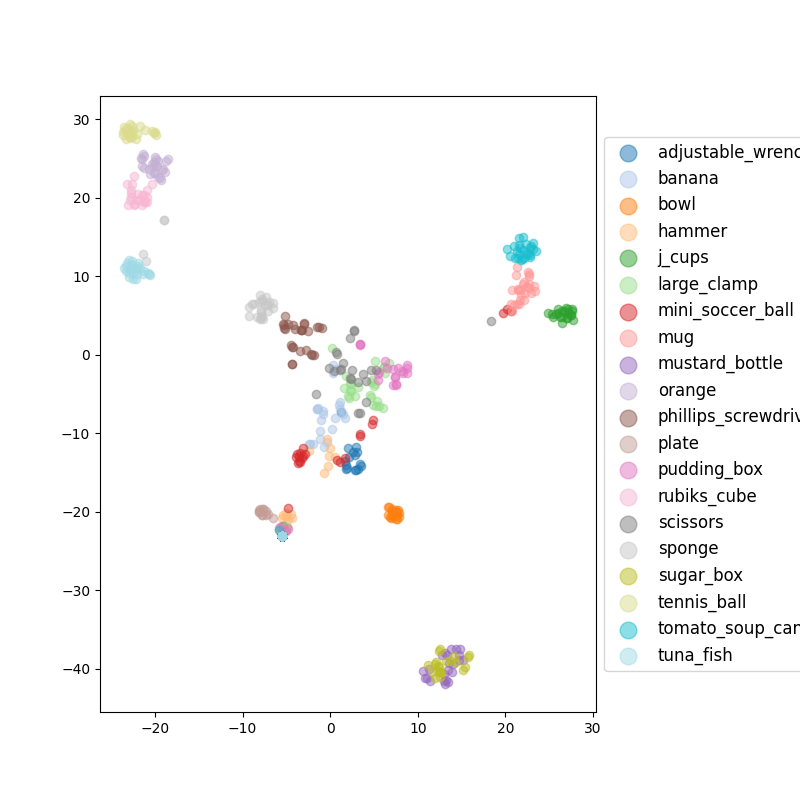 30
20
10
0
−10
−20
−30
−40
−20
−10
0
10
20
30
adjustable_wrenc
banana
bowl
hammer
j_cups
large_clamp
mini_soccer_ball
mug
mustard_bottle
orange
phillips_screwdriv
plate
pudding_box
rubiks_cube
scissors
sponge
sugar_box
tennis_ball
tomato_soup_can
tuna_fish